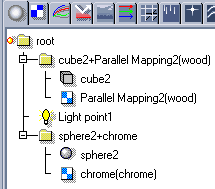 root
cube2+Parallel Mapping2(wood)
cube2
Parallel Mapping2(wood)
Light point1
sphere2+chrome
sphere2
chrome(chrome)